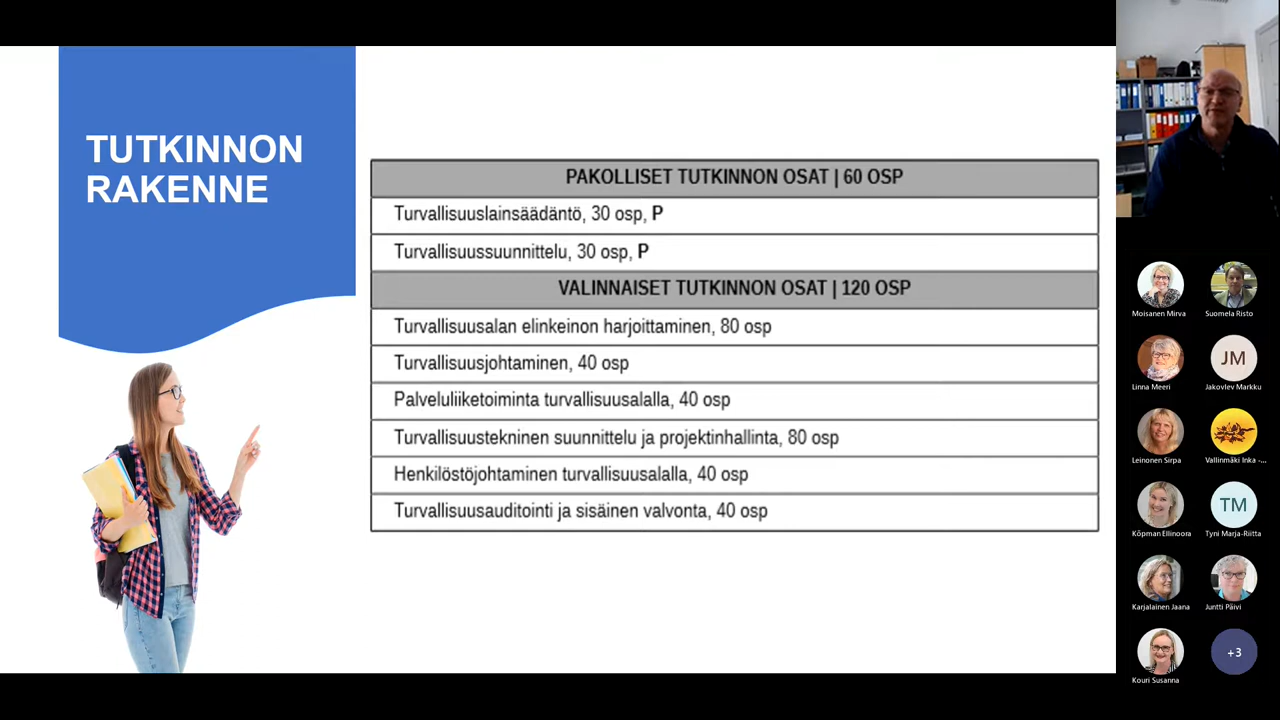 TUTKINNON
RAKENNE
PAKOLLISET TUTKINNON OSAT | 60 OSP
Turvallisuuslainsäädäntö, 30 osp, P
Turvallisuussuunnittelu, 30 osp, P
VALINNAISET TUTKINNON OSAT | 120 OSP
Turvallisuusalan elinkeinon harjoittaminen, 80 osp
Turvallisuusjohtaminen, 40 osp
Palveluliiketoiminta turvallisuusalalla, 40 osp
Turvallisuustekninen suunnittelu ja projektinhallinta, 80 osp
Henkilöstöjohtaminen turvallisuusalalla, 40 osp
Turvallisuusauditointi ja sisäinen valvonta, 40 osp
Moisanen Mirva
Suomela Risto
Linna Meeri
JM
Jakovlev Markku
Leinonen Sirpa
Vallinmäki Inka -...
Köpman Ellinoora
TM
Tyni Marja-Riitta
Karjalainen Jaana
Juntti Päivi
Kouri Susanna
+3